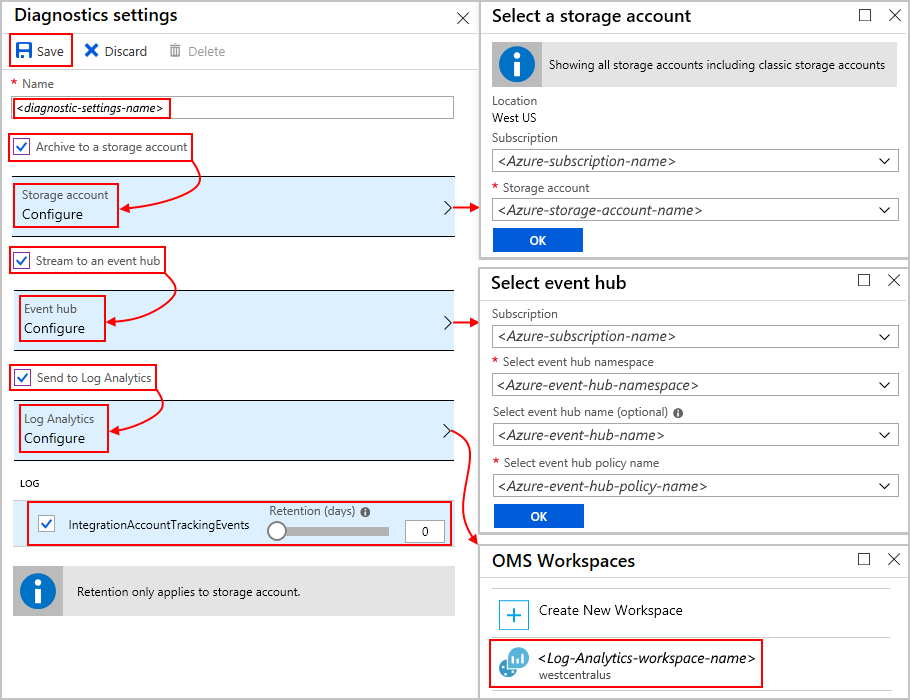 Diagnostics settings
Save Discard Delete
* Name
<diagnostic-settings-name>
Archive to a storage account
Storage account
Configure
Stream to an event hub
Event hub
Configure
Send to Log Analytics
Log Analytics
Configure
LOG
IntegrationAccountTrackingEvents
Retention (days)
0
Retention only applies to storage account.
Select a storage account
Showing all storage accounts including classic storage accounts
Location
West US
Subscription
<Azure-subscription-name>
* Storage account
<Azure-storage-account-name>
OK
Select event hub
Subscription
<Azure-subscription-name>
* Select event hub namespace
<Azure-event-hub-namespace>
Select event hub name (optional)
<Azure-event-hub-name>
* Select event hub policy name
<Azure-event-hub-policy-name>
OK
OMS Workspaces
Create New Workspace
<Log-Analytics-workspace-name>
westcentralus